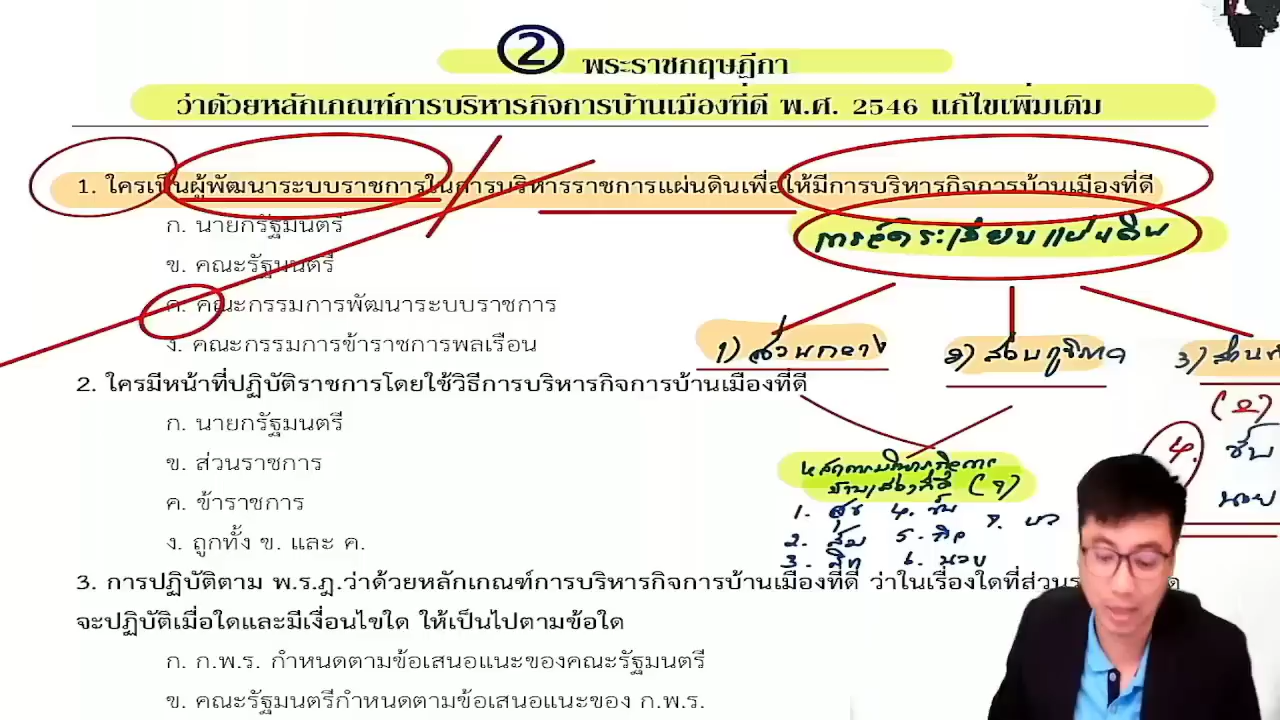 2 พระราชกฤษฎีกา
ว่าด้วยหลักเกณฑ์การบริหารกิจการบ้านเมืองที่ดี พ.ศ. 2546 แก้ไขเพิ่มเติม
1. ใครเป็นผู้พัฒนาระบบราชการในการบริหารราชการแผ่นดินเพื่อให้มีการบริหารกิจการบ้านเมืองที่ดี
ก. นายกรัฐมนตรี
ข. คณะรัฐมนตรี
ค. คณะกรรมการพัฒนาระบบราชการ
ง. คณะกรรมการข้าราชการพลเรือน
การจัดระเบียบแผ่นดิน
1) ส่วนกลาง
2) ส่วนภูมิภาค
3)
2. ใครมีหน้าที่ปฏิบัติราชการโดยใช้วิธีการบริหารกิจการบ้านเมืองที่ดี
ก. นายกรัฐมนตรี
ข. ส่วนราชการ
ค. ข้าราชการ
ง. ถูกทั้ง ข. และ ค.
บ้านเมืองที่ดี
1. 4.
2. 5.
3. 6.
3. การปฏิบัติตาม พ.ร.ฎ.ว่าด้วยหลักเกณฑ์การบริหารกิจการบ้านเมืองที่ดี ว่าในเรื่องใดที่
จะปฏิบัติเมื่อใดและมีเงื่อนไขใด ให้เป็นไปตามข้อใด
ก. ก.พ.ร. กำหนดตามข้อเสนอแนะของคณะรัฐมนตรี
ข. คณะรัฐมนตรีกำหนดตามข้อเสนอแนะของ ก.พ.ร.